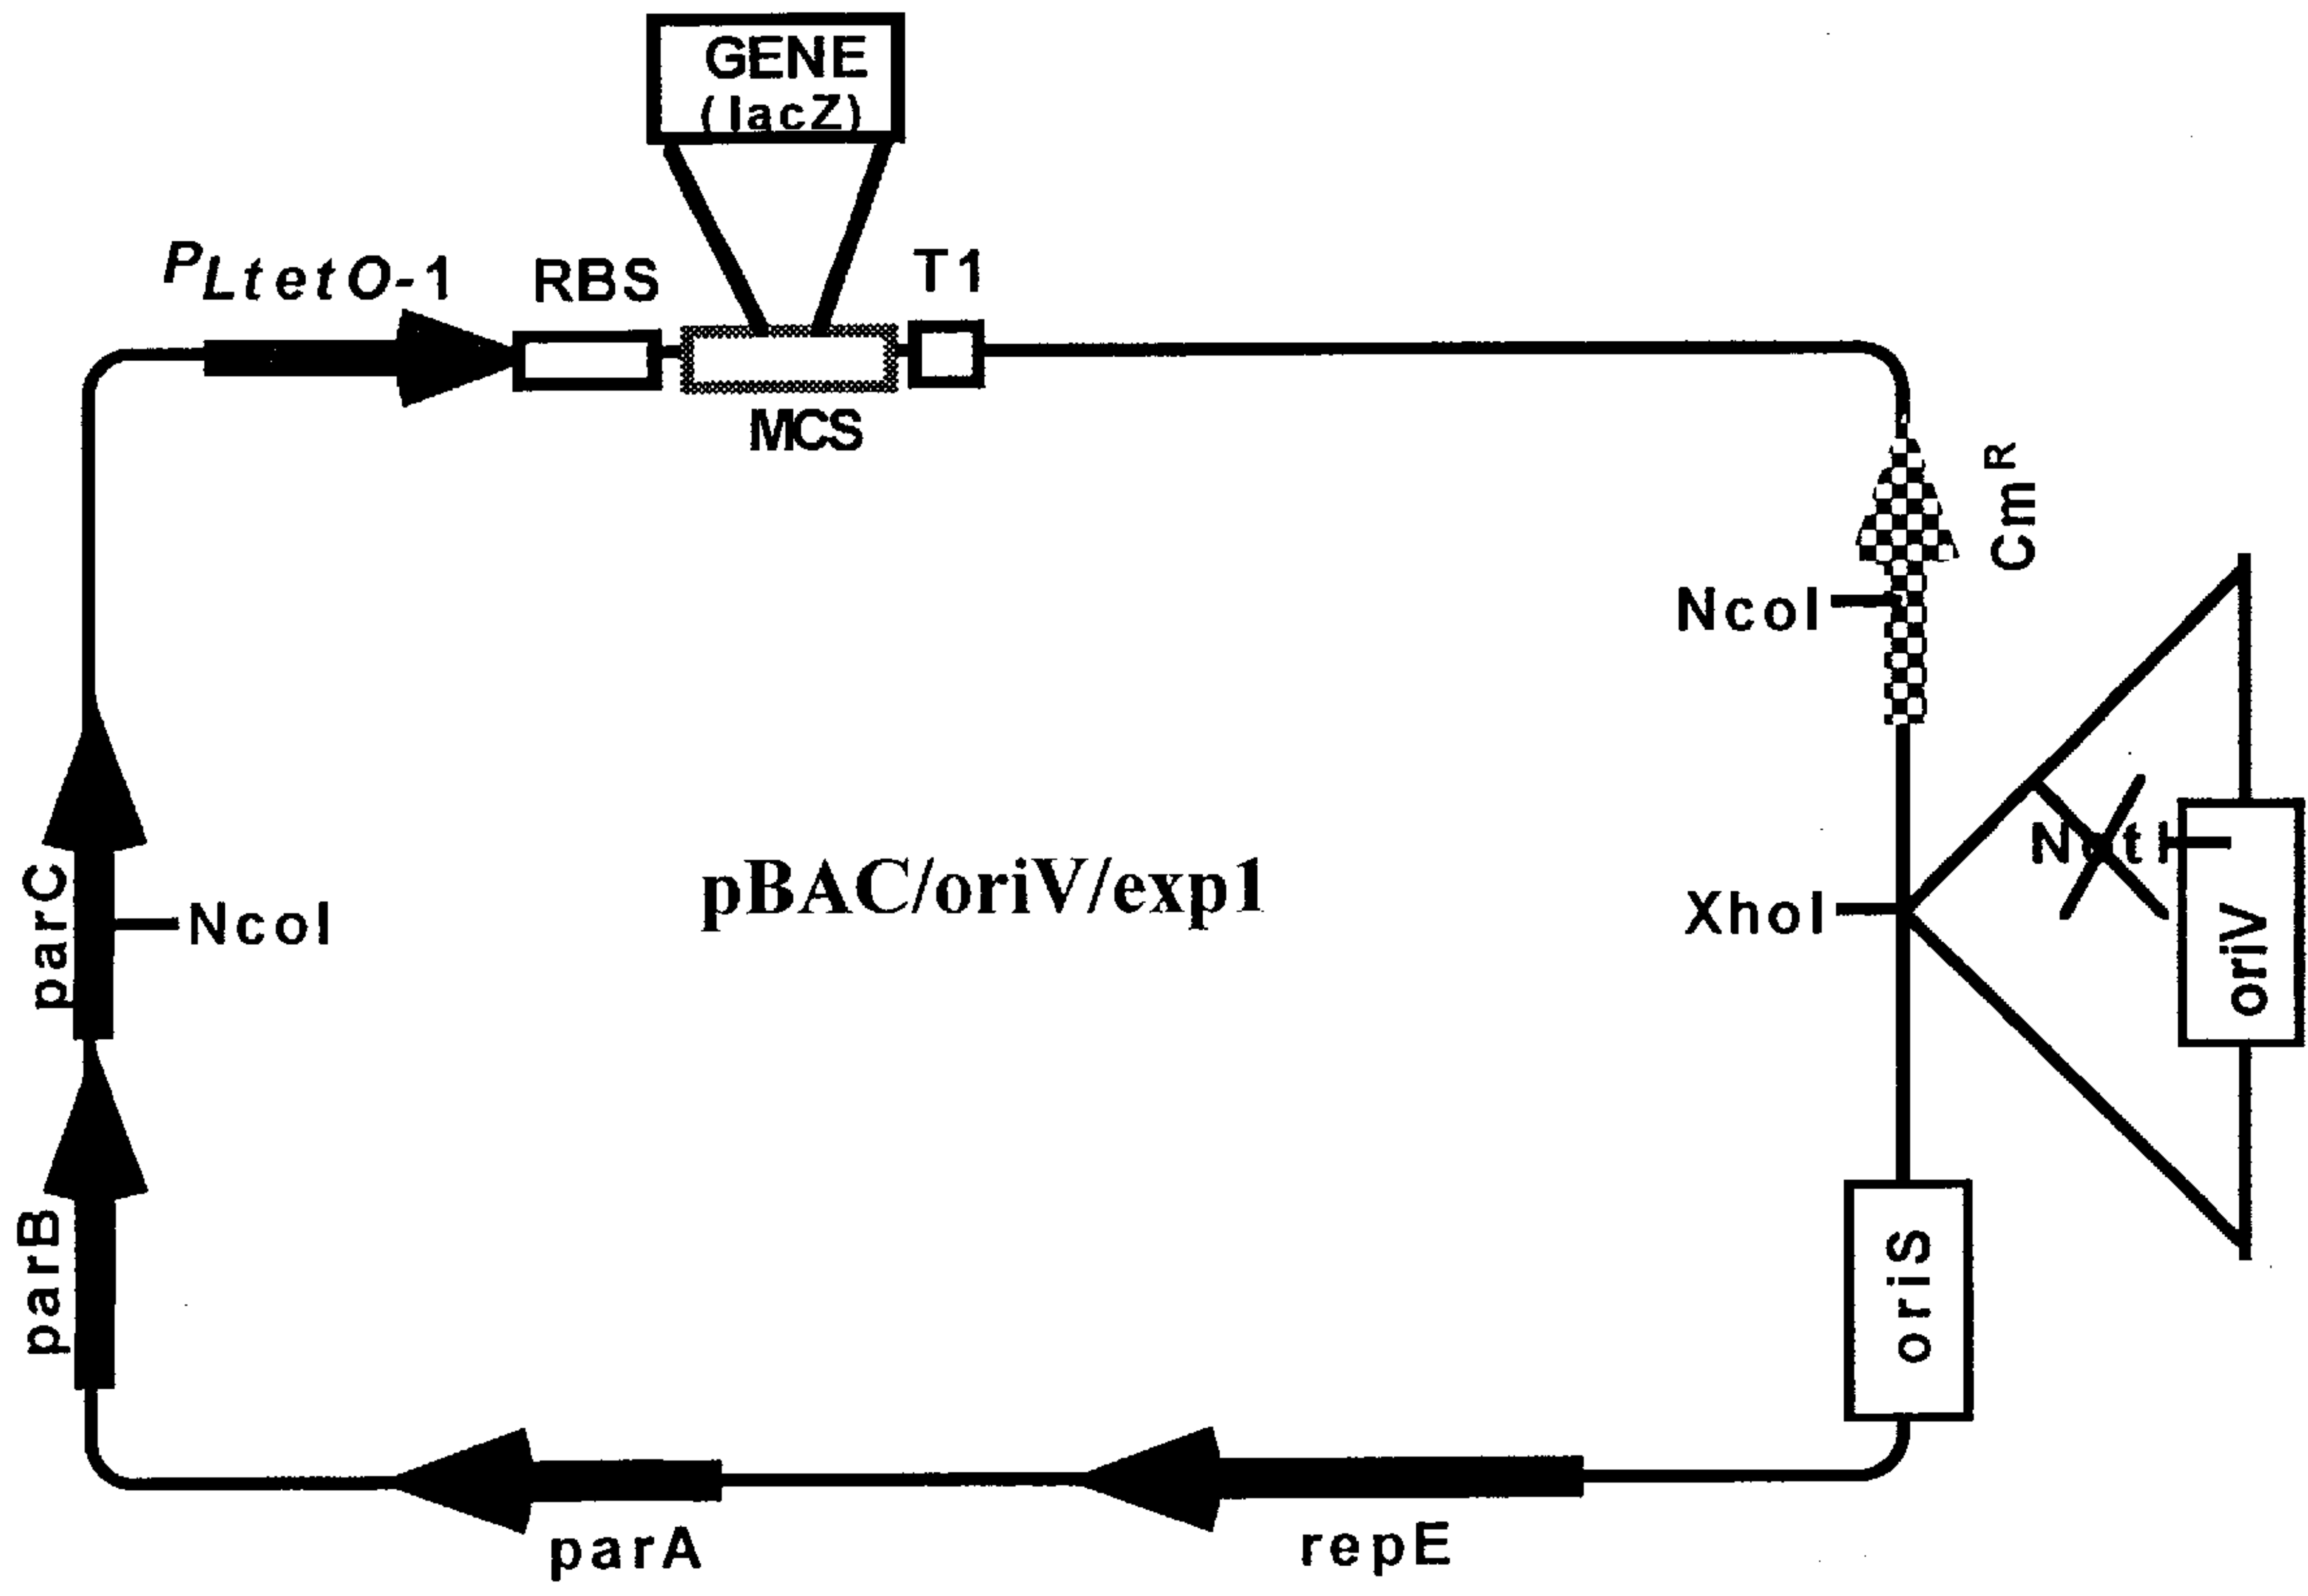 GENE
(lacZ)
PLtetO-1
RBS
T1
MCS
CmR
NcoI
NotI
XhoI
oriV
parC
NcoI
pBAC/oriV/exp1
parB
oriS
parA
repE